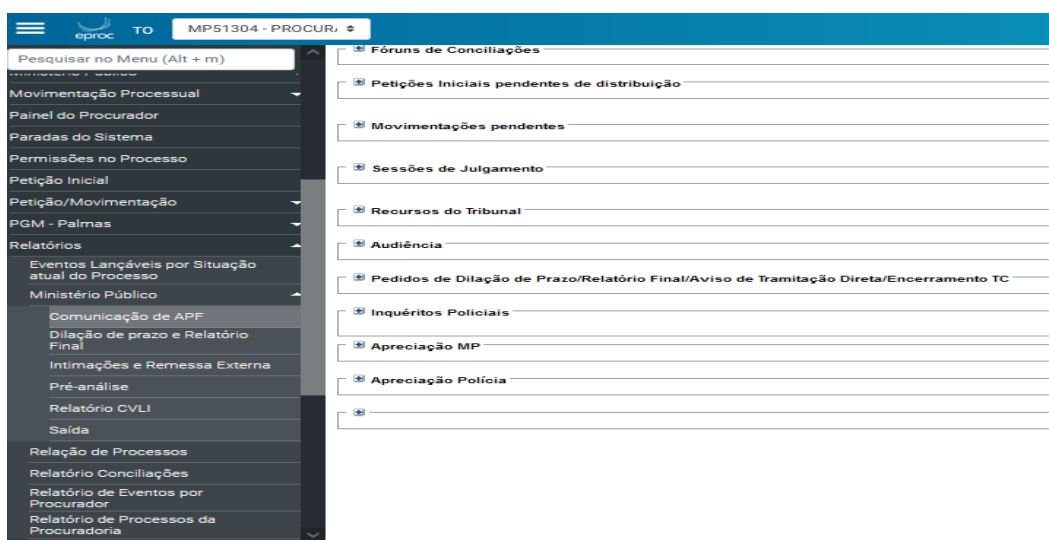 eproc
TO
MP51304 - PROCUR
Pesquisar no Menu (Alt + m)
Ministério Público
Movimentação Processual
Painel do Procurador
Paradas do Sistema
Permissões no Processo
Petição Inicial
Petição/Movimentação
PGM - Palmas
Relatórios
Eventos Lançáveis por Situação
atual do Processo
Ministério Público
Comunicação de APF
Dilação de prazo e Relatório
Final
Intimações e Remessa Externa
Pré-análise
Relatório CVLI
Saída
Relação de Processos
Relatório Conciliações
Relatório de Eventos por
Procurador
Relatório de Processos da
Procuradoria
Fóruns de Conciliações
Petições Iniciais pendentes de distribuição
Movimentações pendentes
Sessões de Julgamento
Recursos do Tribunal
Audiência
Pedidos de Dilação de Prazo/Relatório Final/Aviso de Tramitação Direta/Encerramento TC
Inquéritos Policiais
Apreciação MP
Apreciação Polícia